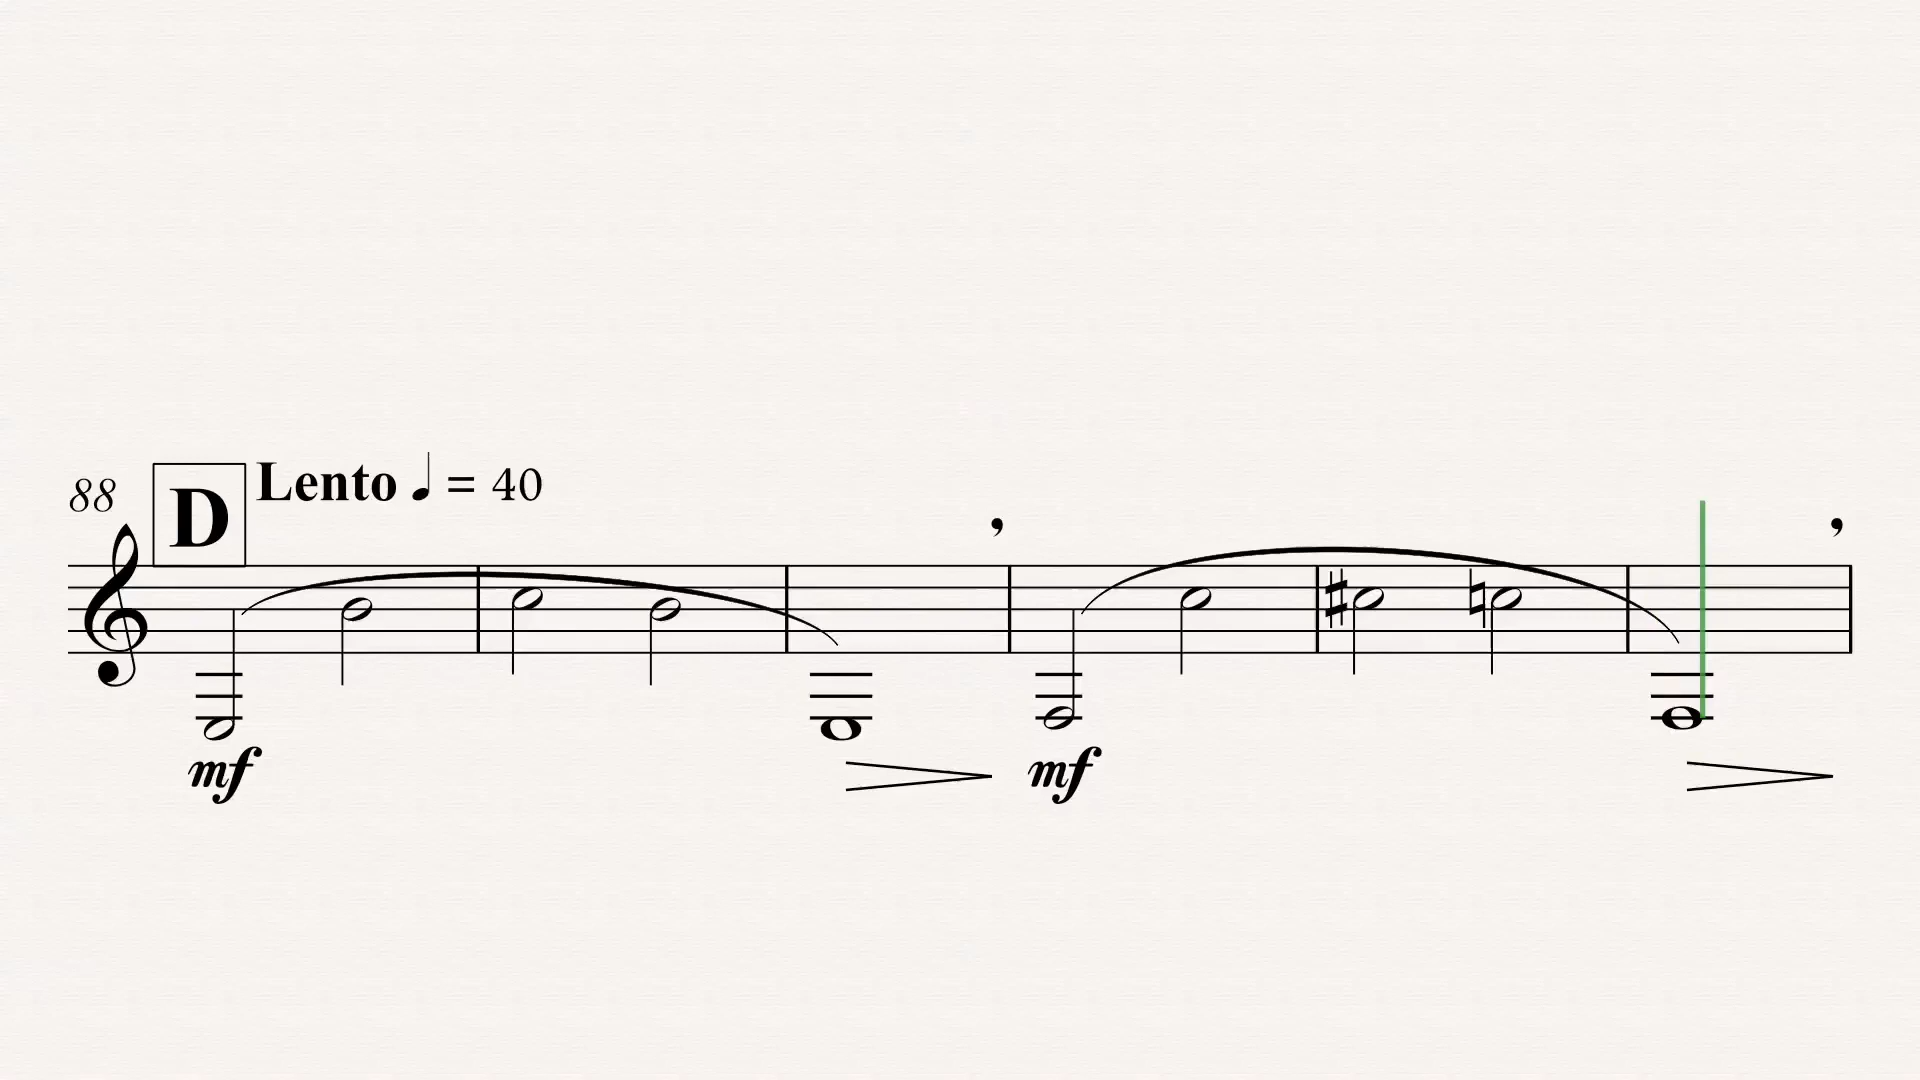 88
D
Lento ♩ = 40
mf
mf